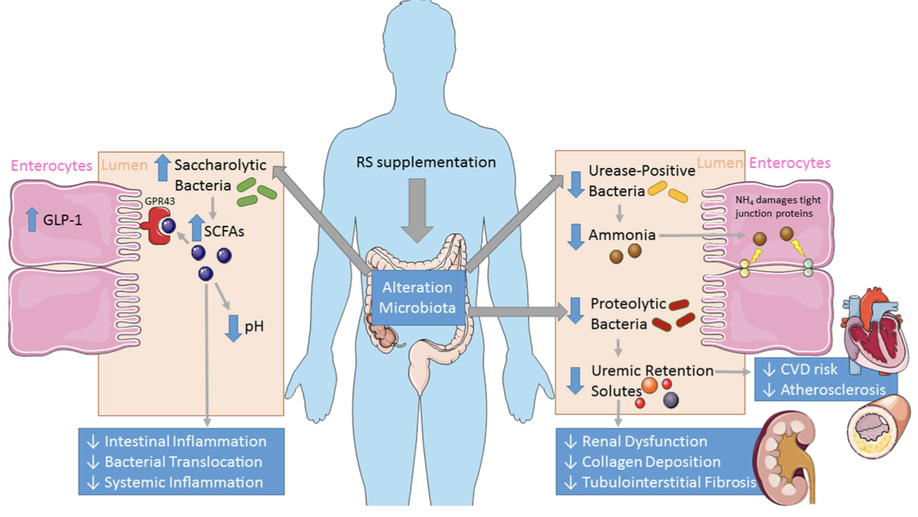 Enterocytes
Lumen
↑ Saccharolytic
Bacteria
GPR43
↑ GLP-1
↑ SCFAs
↓ pH
↓ Intestinal Inflammation
↓ Bacterial Translocation
↓ Systemic Inflammation
RS supplementation
Alteration
Microbiota
↓ Urease-Positive
Bacteria
Lumen
Enterocytes
↓ Ammonia
NH₄ damages tight
junction proteins
↓ Proteolytic
Bacteria
↓ Uremic Retention
Solutes
↓ CVD risk
↓ Atherosclerosis
↓ Renal Dysfunction
↓ Collagen Deposition
↓ Tubulointerstitial Fibrosis